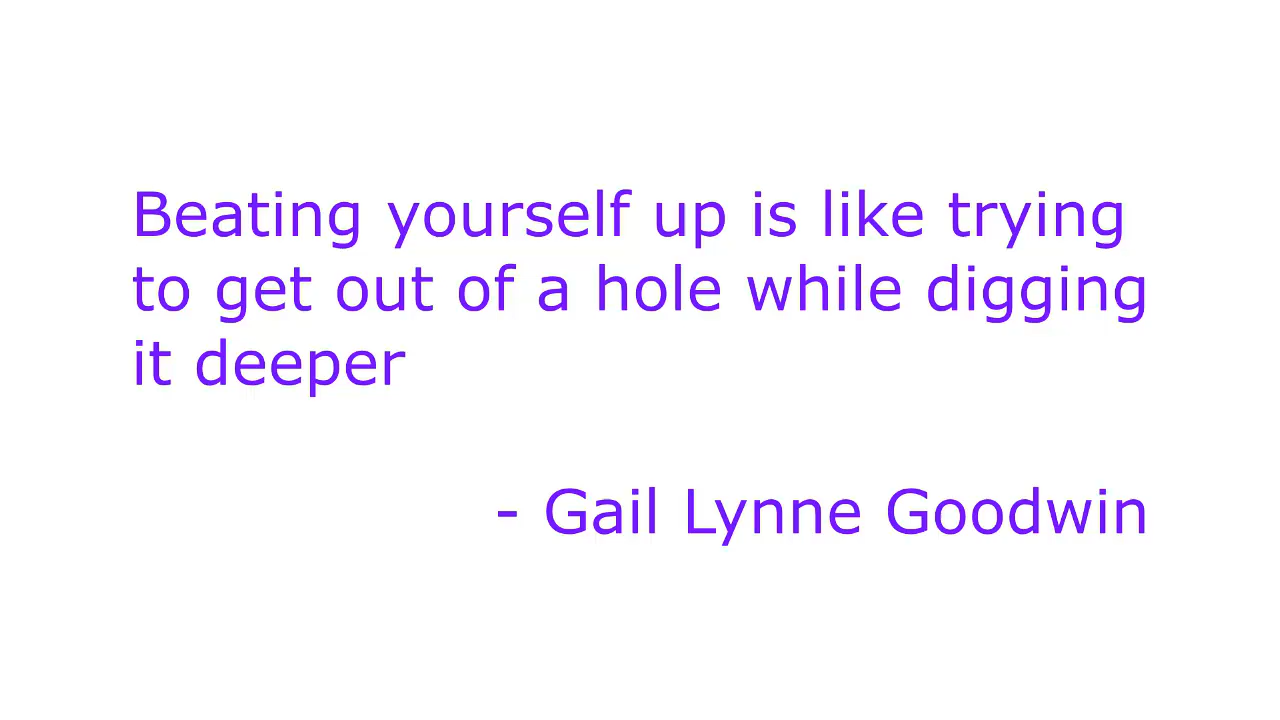 Beating yourself up is like trying
to get out of a hole while digging
it deeper
- Gail Lynne Goodwin